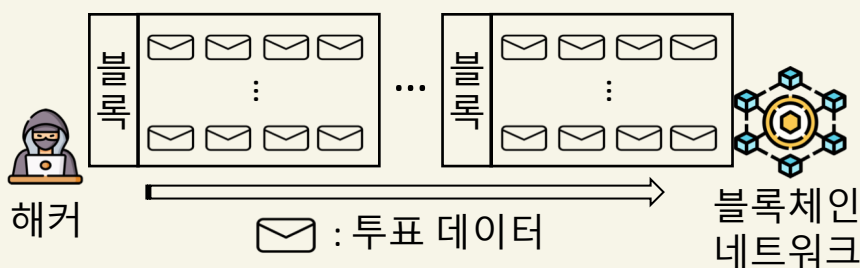 블록
블록
해커
: 투표 데이터
블록체인
네트워크